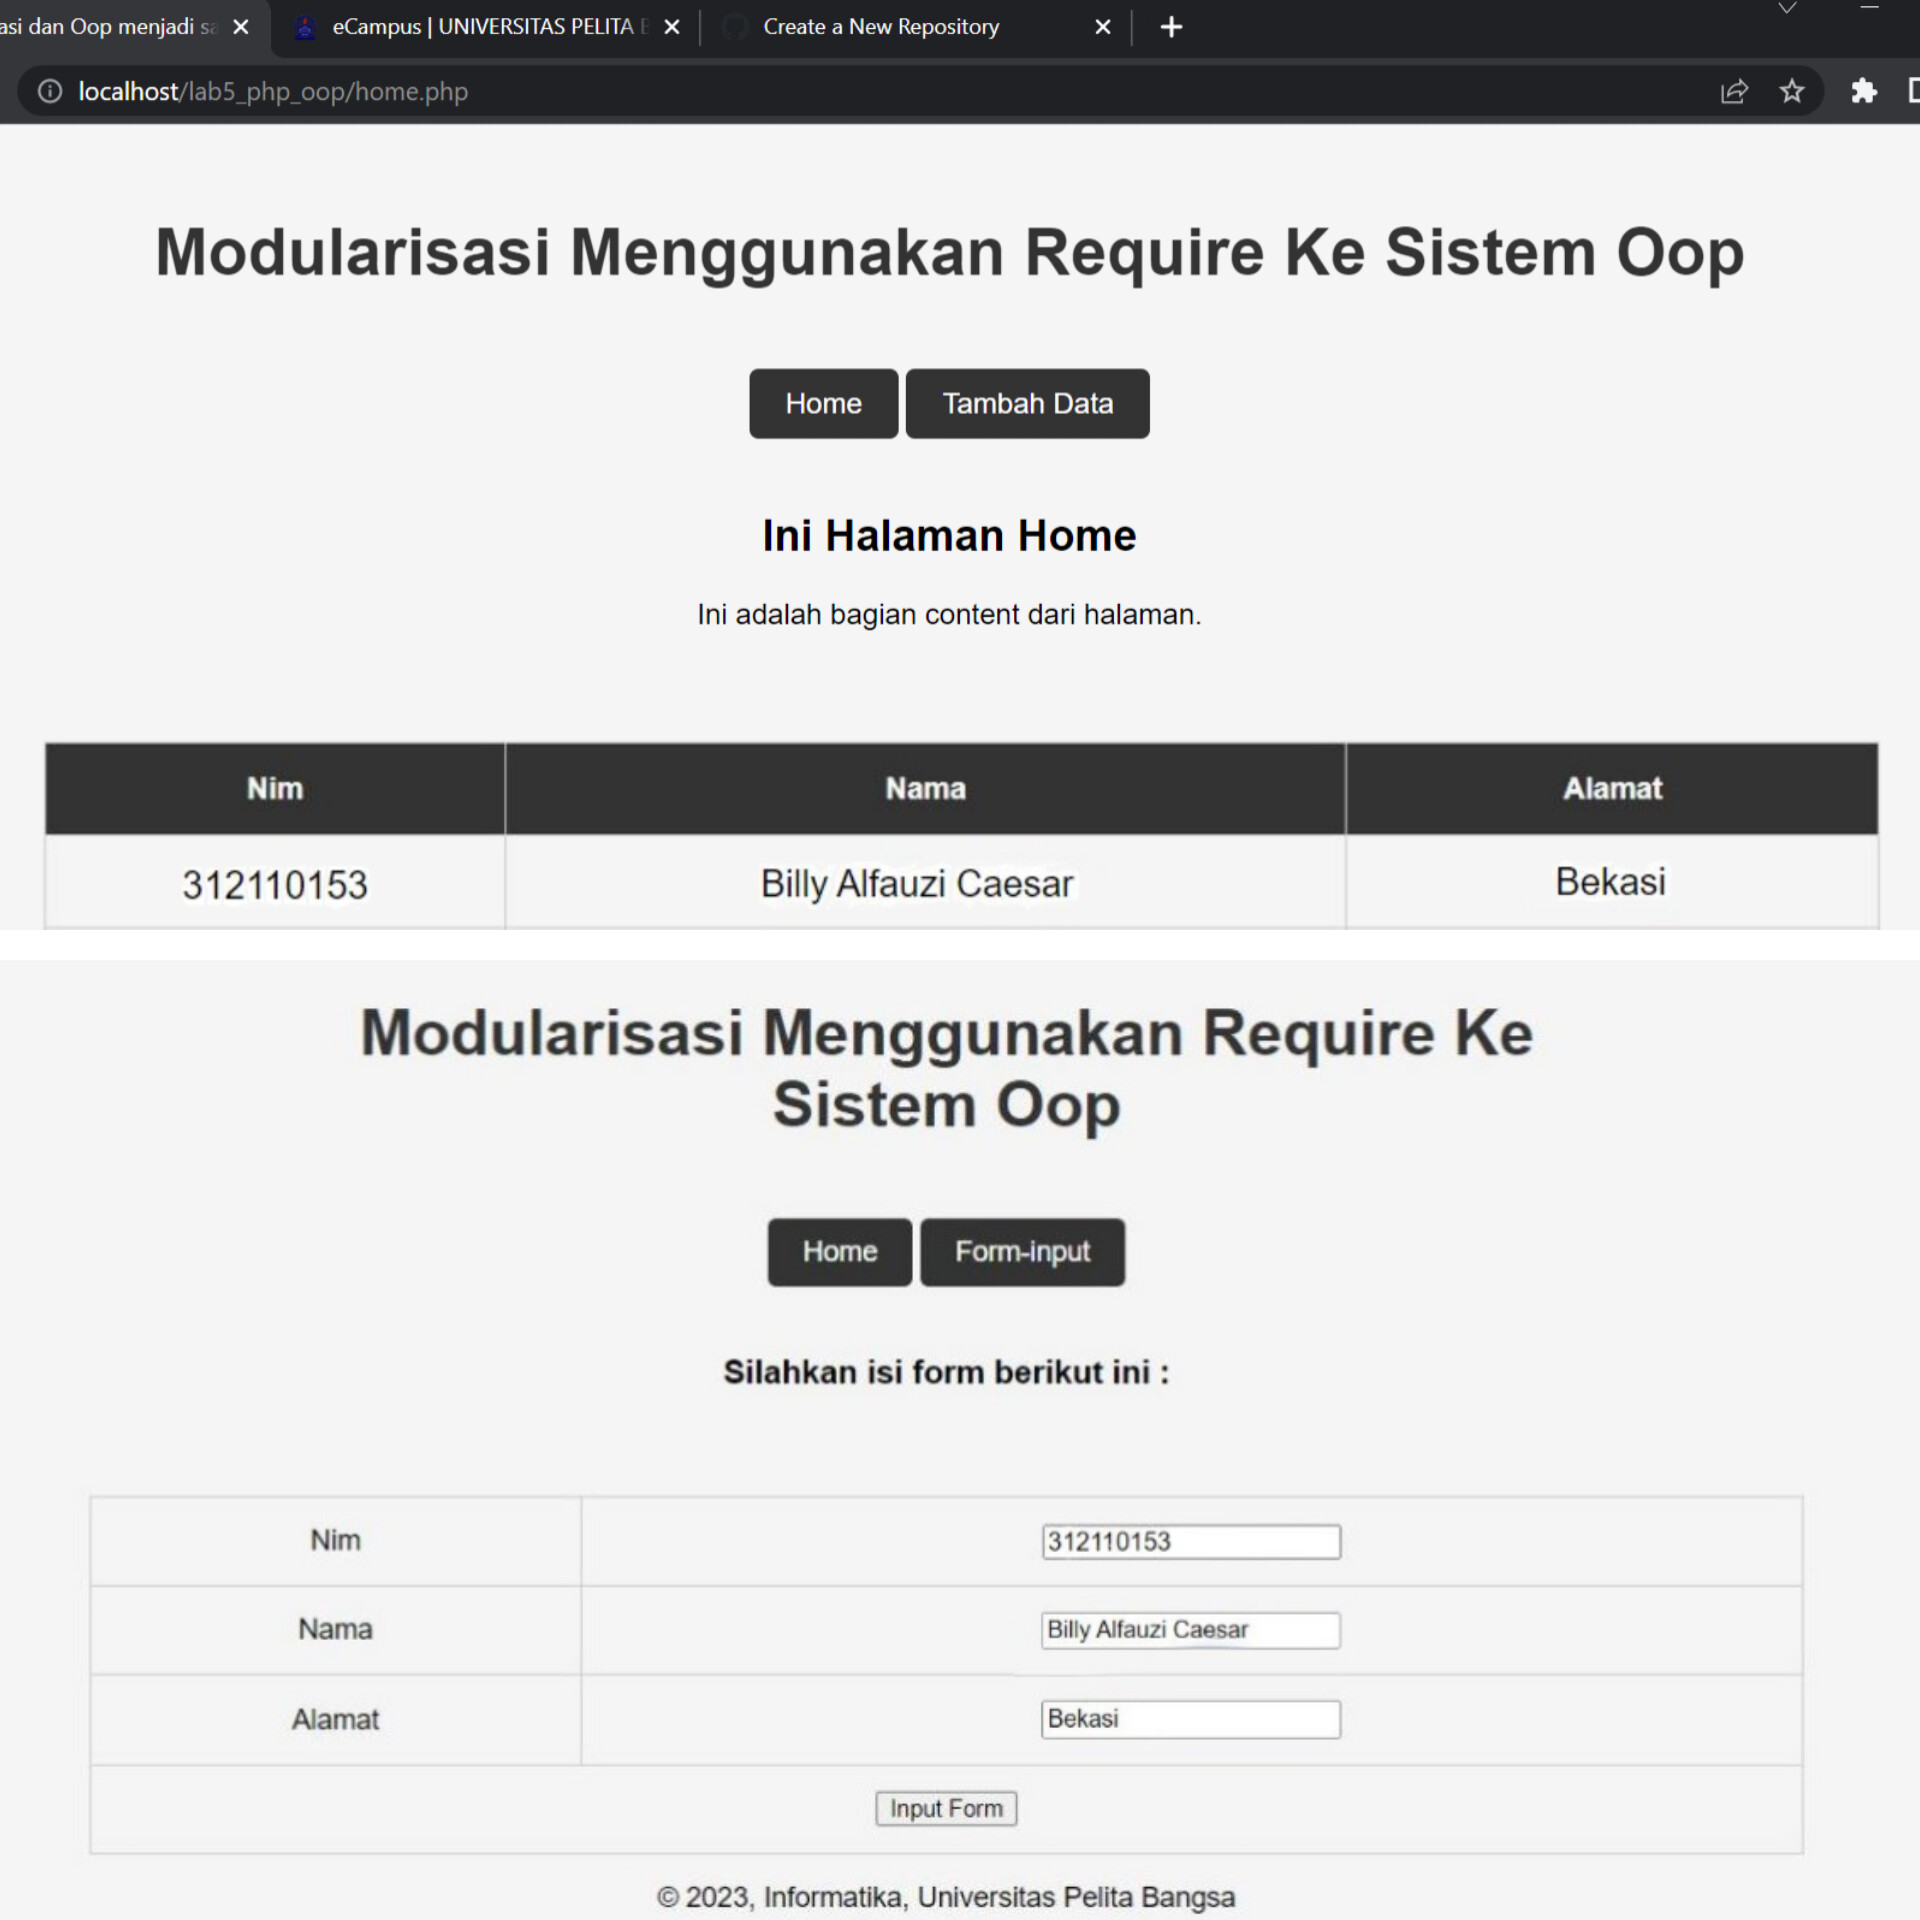 asi dan Oop menjadi sa
eCampus | UNIVERSITAS PELITA B
Create a New Repository
localhost/lab5_php_oop/home.php
Modularisasi Menggunakan Require Ke Sistem Oop
Home Tambah Data
Ini Halaman Home
Ini adalah bagian content dari halaman.
Nim Nama Alamat
312110153 Billy Alfauzi Caesar Bekasi
Modularisasi Menggunakan Require Ke
Sistem Oop
Home Form-input
Silahkan isi form berikut ini :
Nim 312110153
Nama Billy Alfauzi Caesar
Alamat Bekasi
Input Form
© 2023, Informatika, Universitas Pelita Bangsa